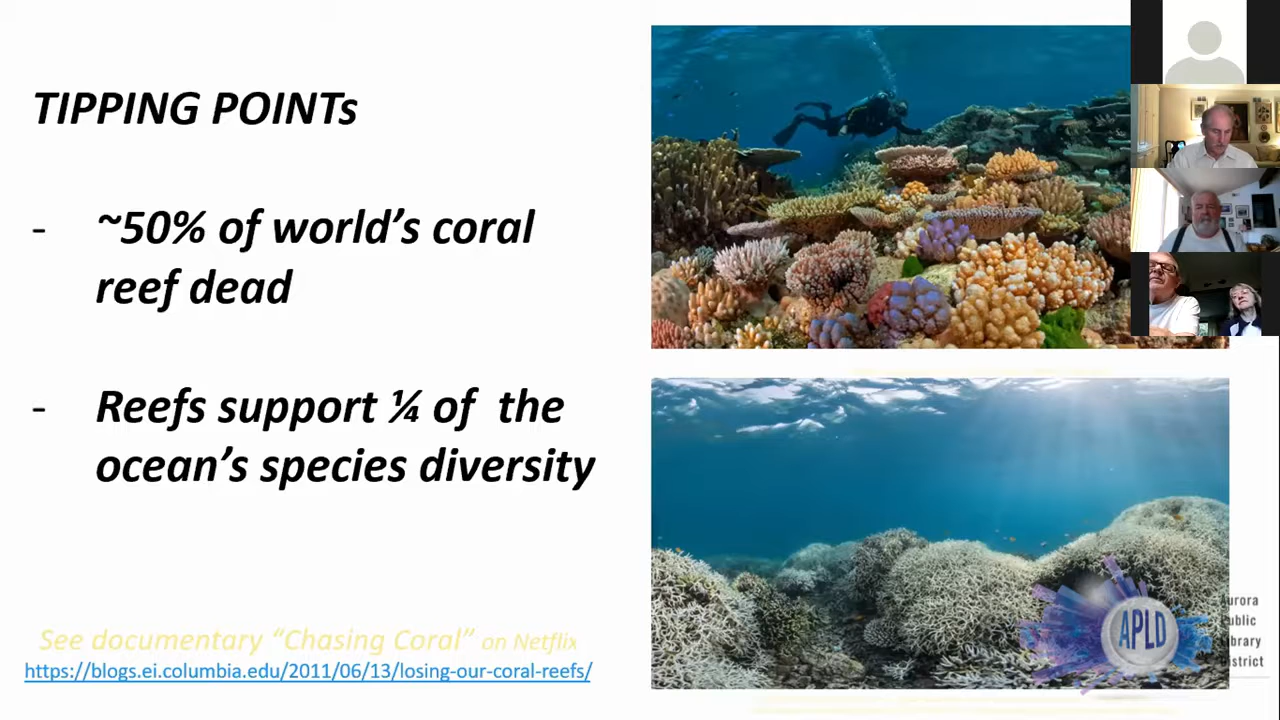 TIPPING POINTs
- ~50% of world’s coral
reef dead
- Reefs support ¼ of the
ocean’s species diversity
See documentary “Chasing Coral” on Netflix
https://blogs.ei.columbia.edu/2011/06/13/losing-our-coral-reefs/
APLD
Aurora
Public
Library
District